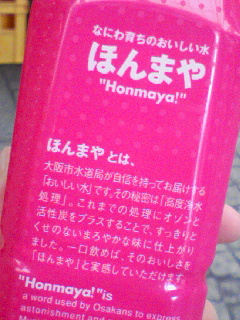 なにわ育ちのおいしい水
ほんまや
"Honmaya!"
ほんまやとは、
大阪市水道局が自信を持ってお届けする
「おいしい水」です。その秘密は「高度浄水
処理」。これまでの処理にオゾンと
活性炭をプラスすることで、すっきりと
くせのないまろやかな味に仕上がり
ました。一口飲めば、そのおいしさを
「ほんまや」と実感していただけます。
"Honmaya!" is
a word used by Osakans to express
astonishment and